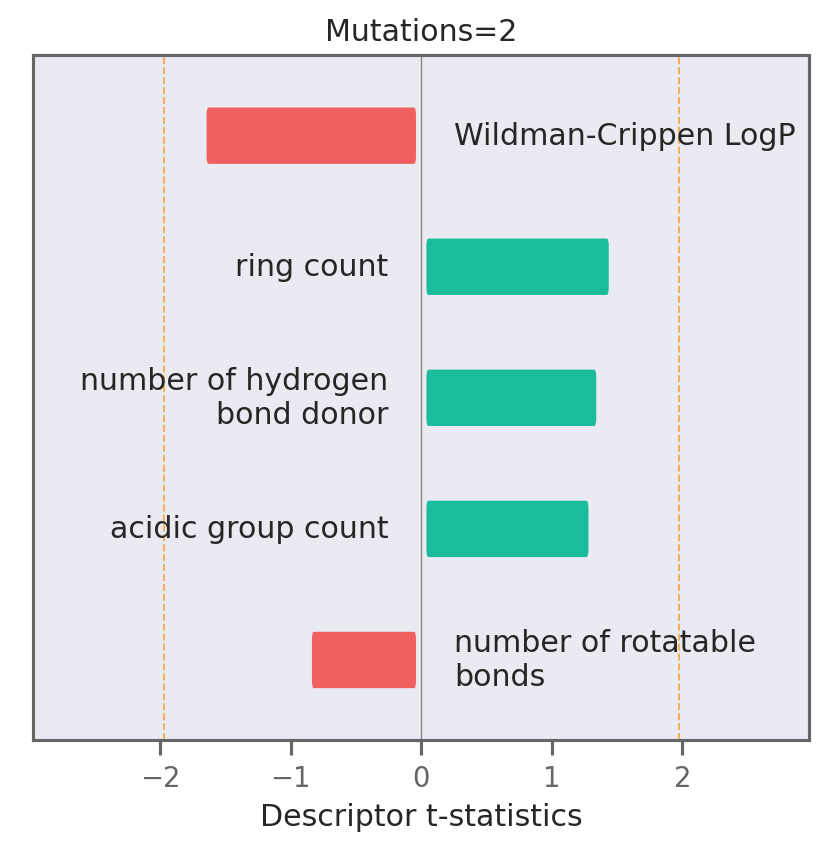 Mutations=2
Wildman-Crippen LogP
ring count
number of hydrogen
bond donor
acidic group count
number of rotatable
bonds
−2
−1
0
1
2
Descriptor t-statistics